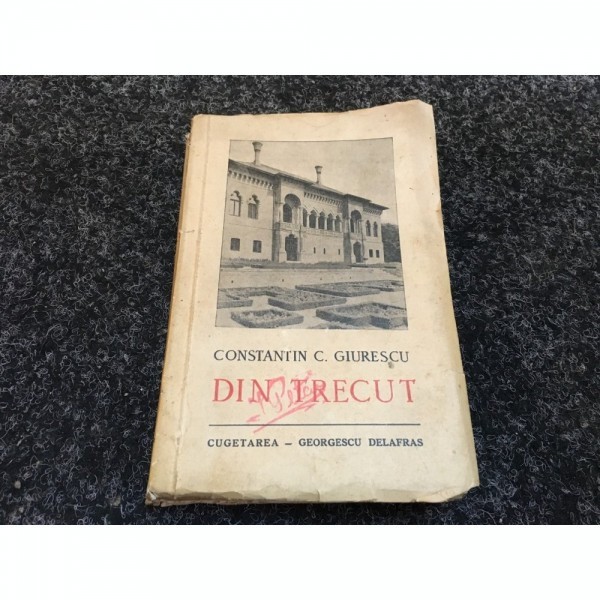 CONSTANTIN C. GIURESCU
DIN TRECUT
CUGETAREA – GEORGESCU DELAFRAS